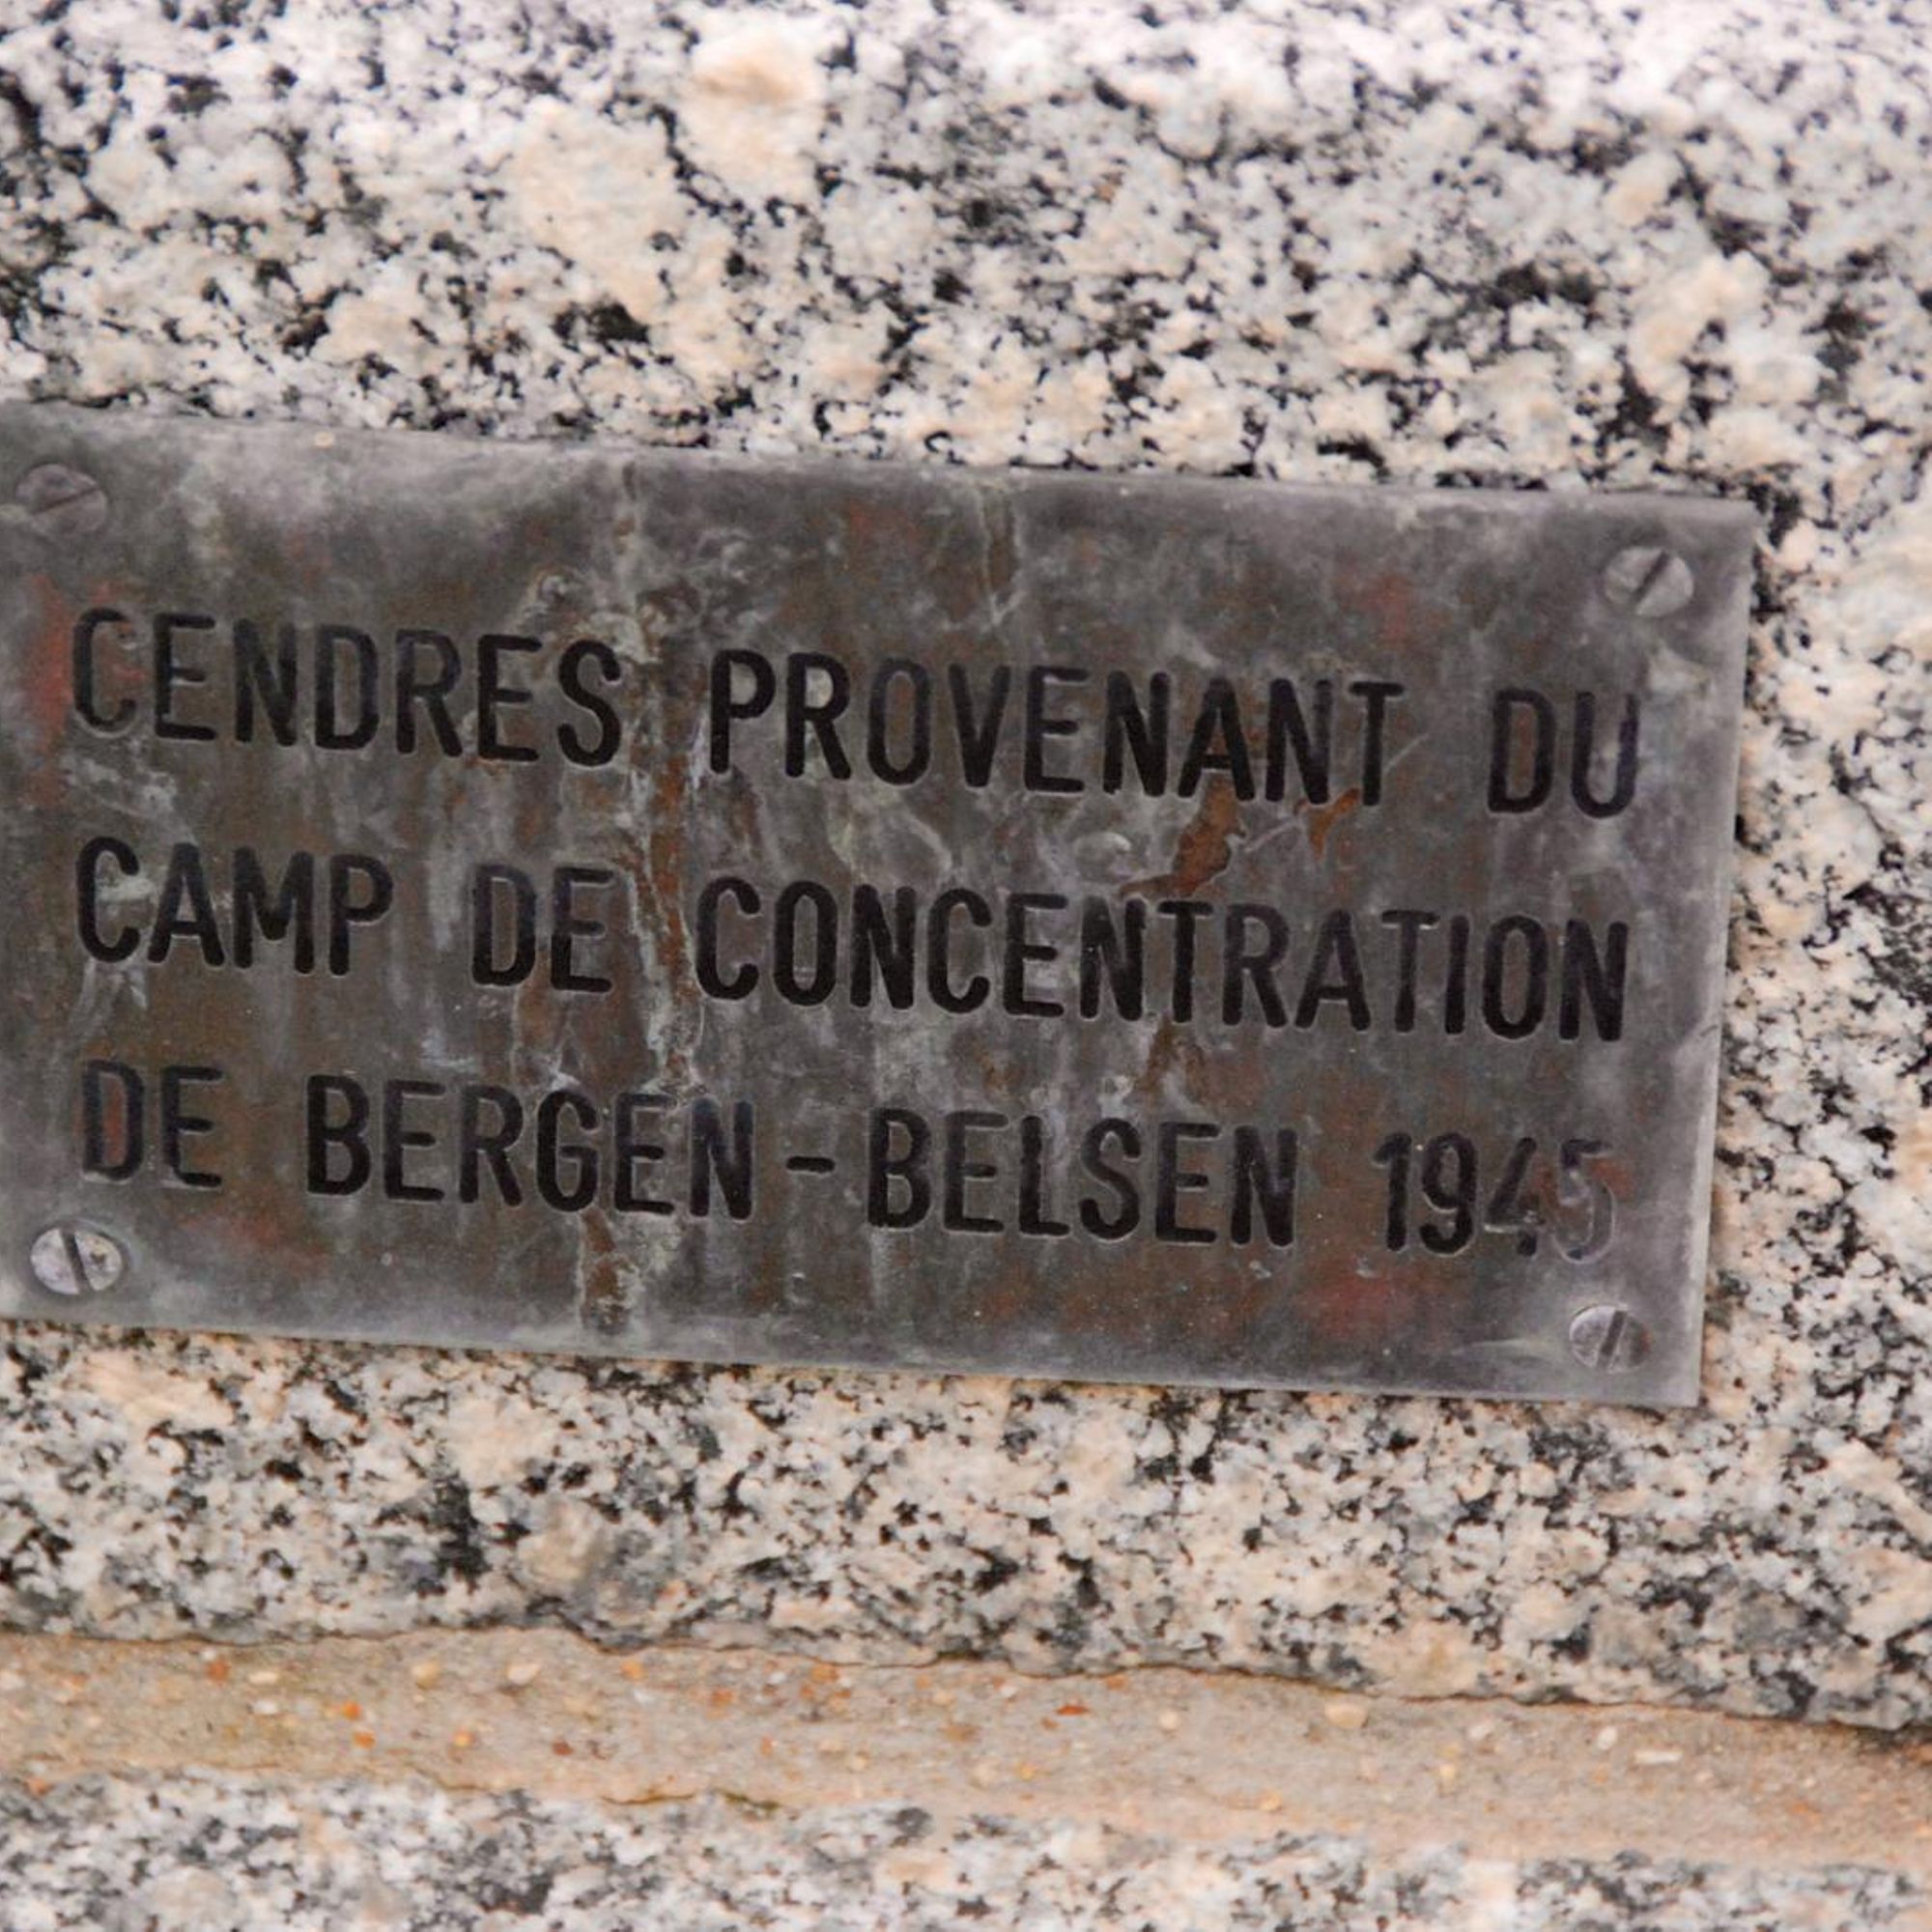 CENDRES PROVENANT DU
CAMP DE CONCENTRATION
DE BERGEN-BELSEN 1945